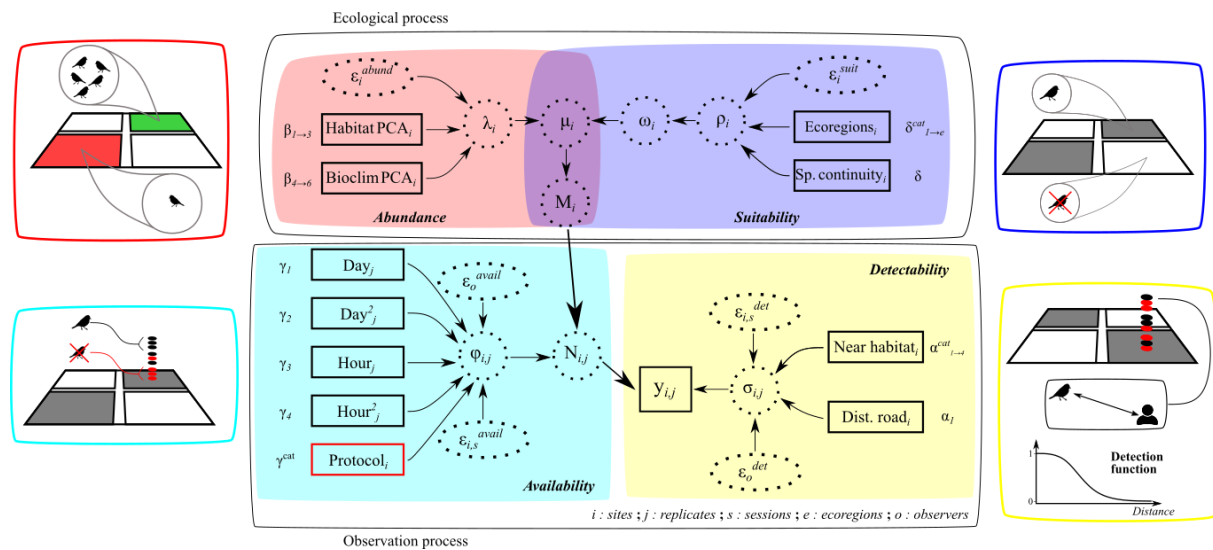 Ecological process
ε_i^abund
β_1→3 Habitat PCA_i
β_4→6 Bioclim PCA_i
λ_i
μ_i
M_i
ω_i
ρ_i
ε_i^suit
Ecoregions_i δ^cat_1→e
Sp. continuity_i δ
Abundance
Suitability
γ_1 Day_j
γ_2 Day²_j
γ_3 Hour_j
γ_4 Hour²_j
γ^cat Protocol_i
ε_o^avail
φ_i,j
ε_i,s^avail
N_i,j
Availability
Detectability
ε_i,s^det
y_i,j
σ_i,j
ε_o^det
Near habitat_i α^cat_1→4
Dist. road_i α_1
i : sites ; j : replicates ; s : sessions ; e : ecoregions ; o : observers
Observation process
1
0
Detection
function
Distance